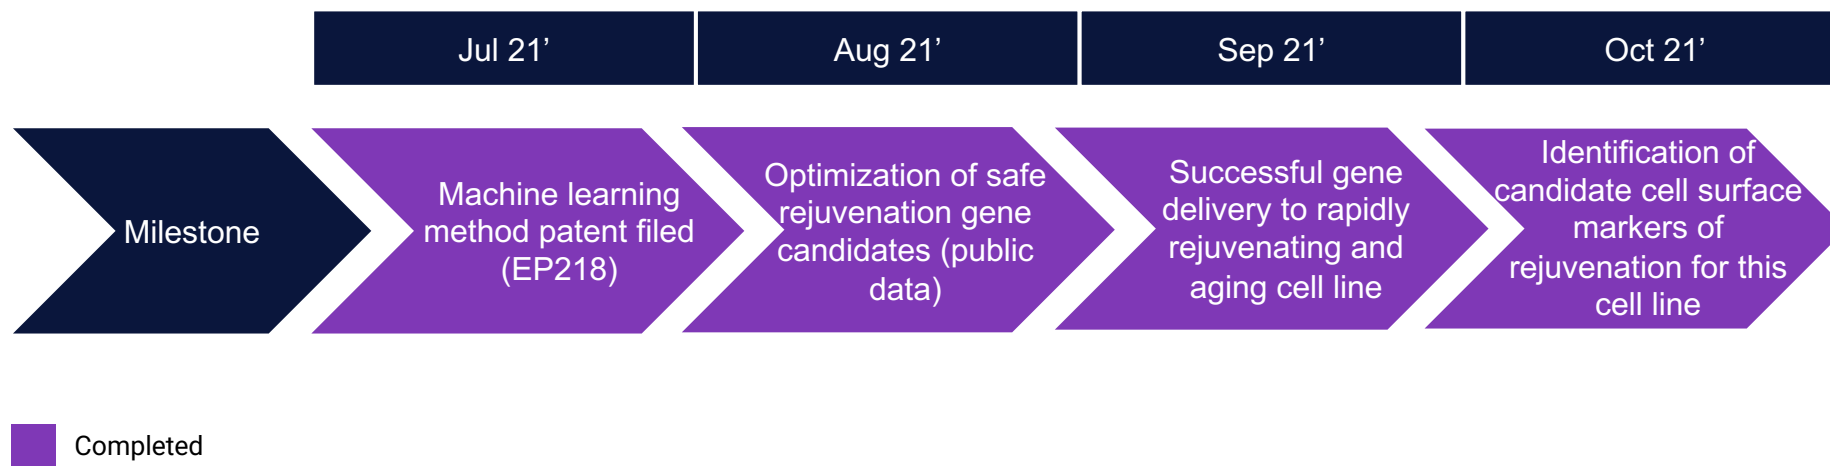 Jul 21’
Aug 21’
Sep 21’
Oct 21’
Milestone
Machine learning
method patent filed
(EP218)
Optimization of safe
rejuvenation gene
candidates (public
data)
Successful gene
delivery to rapidly
rejuvenating and
aging cell line
Identification of
candidate cell surface
markers of
rejuvenation for this
cell line
Completed